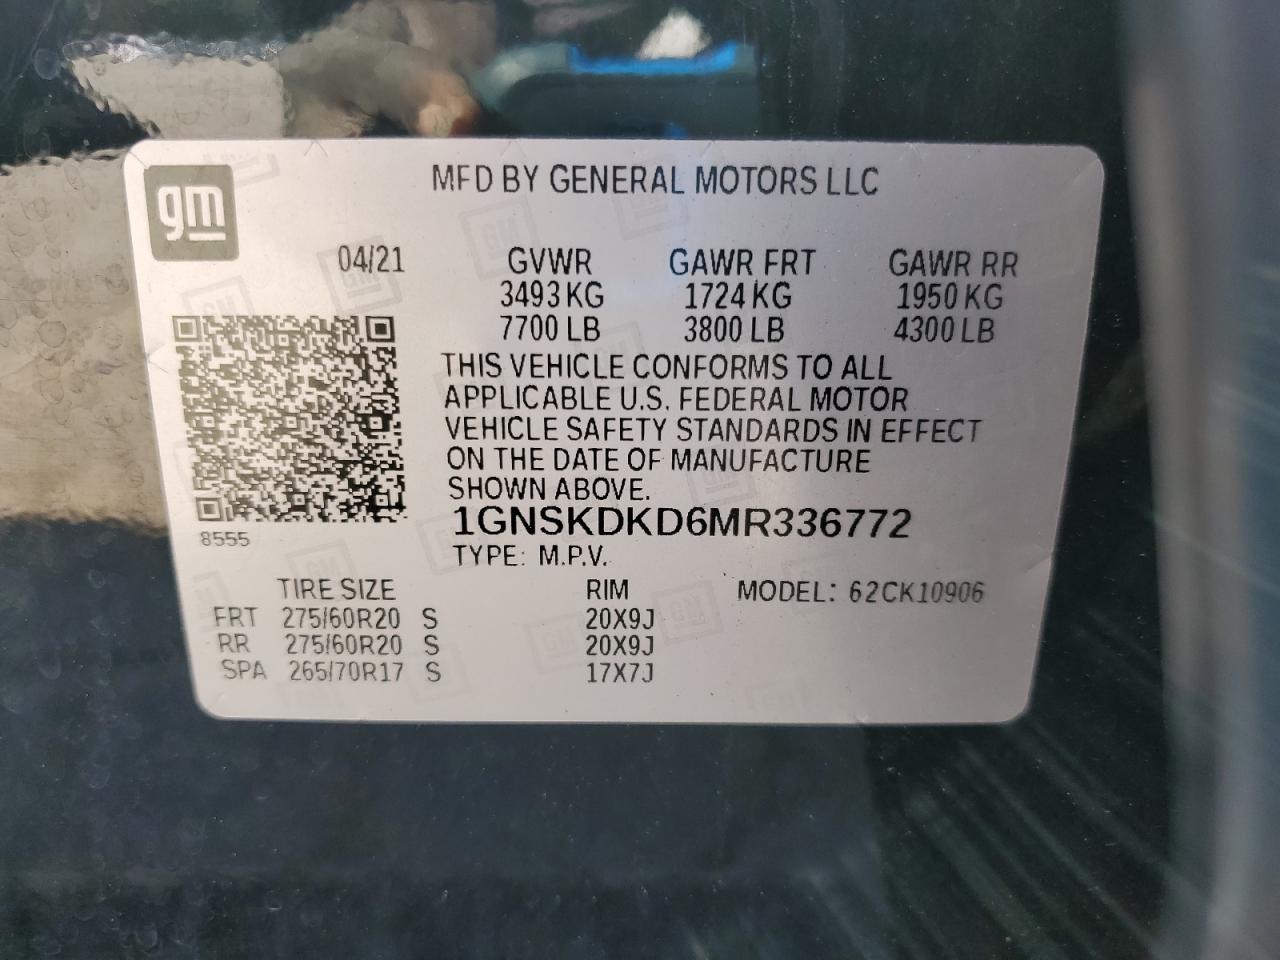 MFD BY GENERAL MOTORS LLC
gm
04/21 GVWR GAWR FRT GAWR RR
3493 KG 1724 KG 1950 KG
7700 LB 3800 LB 4300 LB
THIS VEHICLE CONFORMS TO ALL
APPLICABLE U.S. FEDERAL MOTOR
VEHICLE SAFETY STANDARDS IN EFFECT
ON THE DATE OF MANUFACTURE
SHOWN ABOVE.
1GNSKDKD6MR336772
8555
TYPE: M.P.V.
TIRE SIZE RIM MODEL: 62CK10906
FRT 275/60R20 S 20X9J
RR 275/60R20 S 20X9J
SPA 265/70R17 S 17X7J